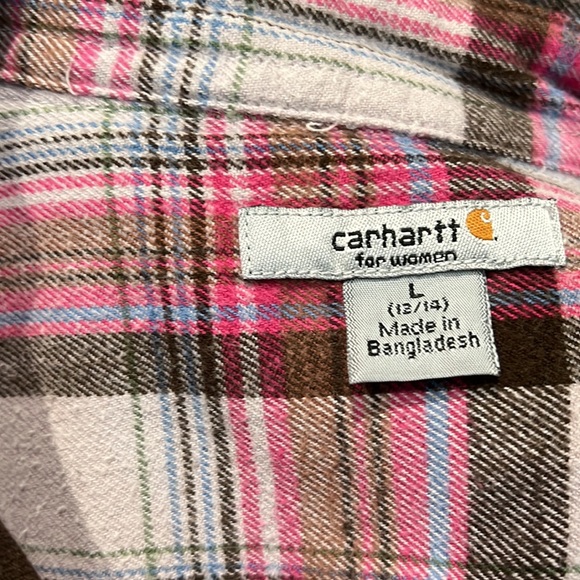 carhartt
for women
L
(12/14)
Made in
Bangladesh